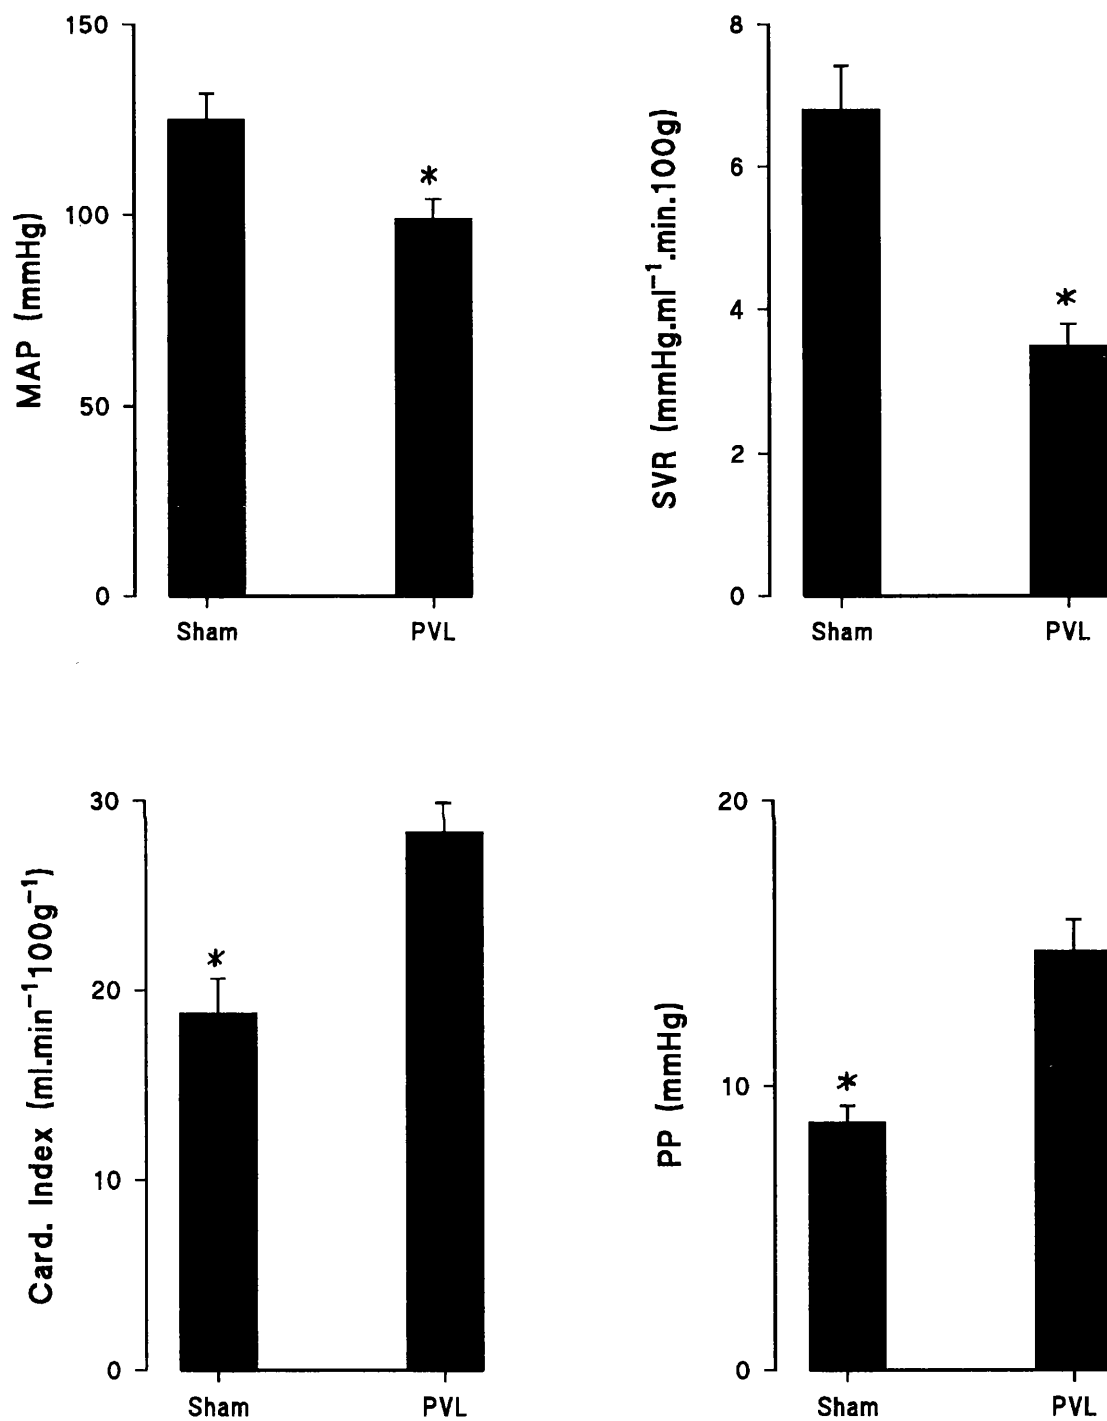 150
100
50
0
MAP (mmHg)
*
Sham PVL
8
6
4
2
0
SVR (mmHg.ml⁻¹.min.100g)
*
Sham PVL
30
20
10
0
Card. Index (ml.min⁻¹100g⁻¹)
*
Sham PVL
20
10
0
PP (mmHg)
*
Sham PVL